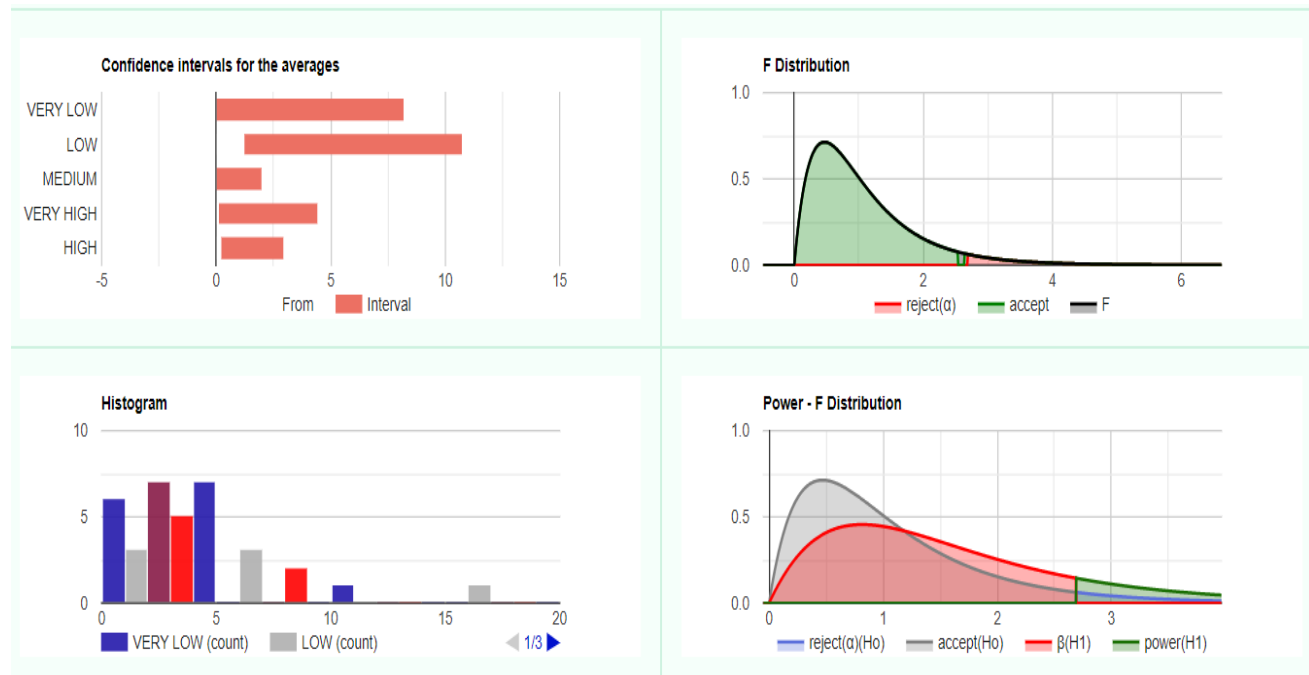 Confidence intervals for the averages
VERY LOW
LOW
MEDIUM
VERY HIGH
HIGH
-5 0 5 10 15
From Interval
F Distribution
1.0
0.5
0.0
0 2 4 6
reject(α) accept F
Histogram
10
5
0
0 5 10 15 20
VERY LOW (count) LOW (count) 1/3
Power - F Distribution
1.0
0.5
0.0
0 1 2 3
reject(α)(Ho) accept(Ho) β(H1) power(H1)